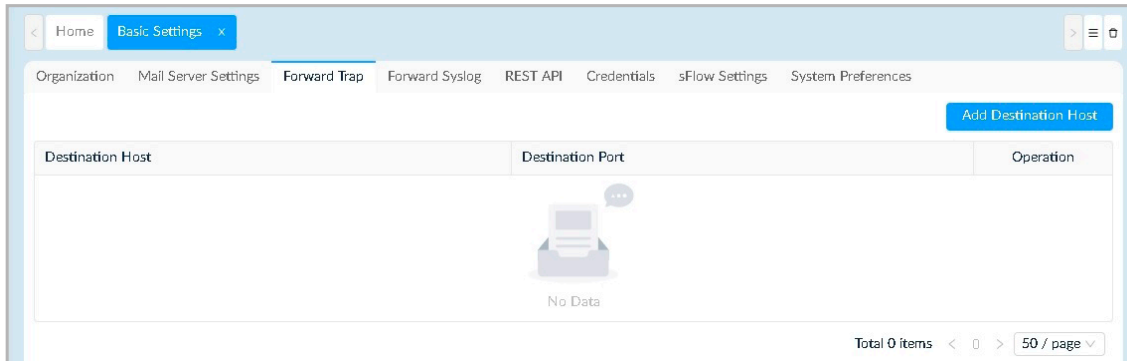 Home Basic Settings x
Organization Mail Server Settings Forward Trap Forward Syslog REST API Credentials sFlow Settings System Preferences
Add Destination Host
Destination Host Destination Port Operation
No Data
Total 0 items < 0 > 50 / page